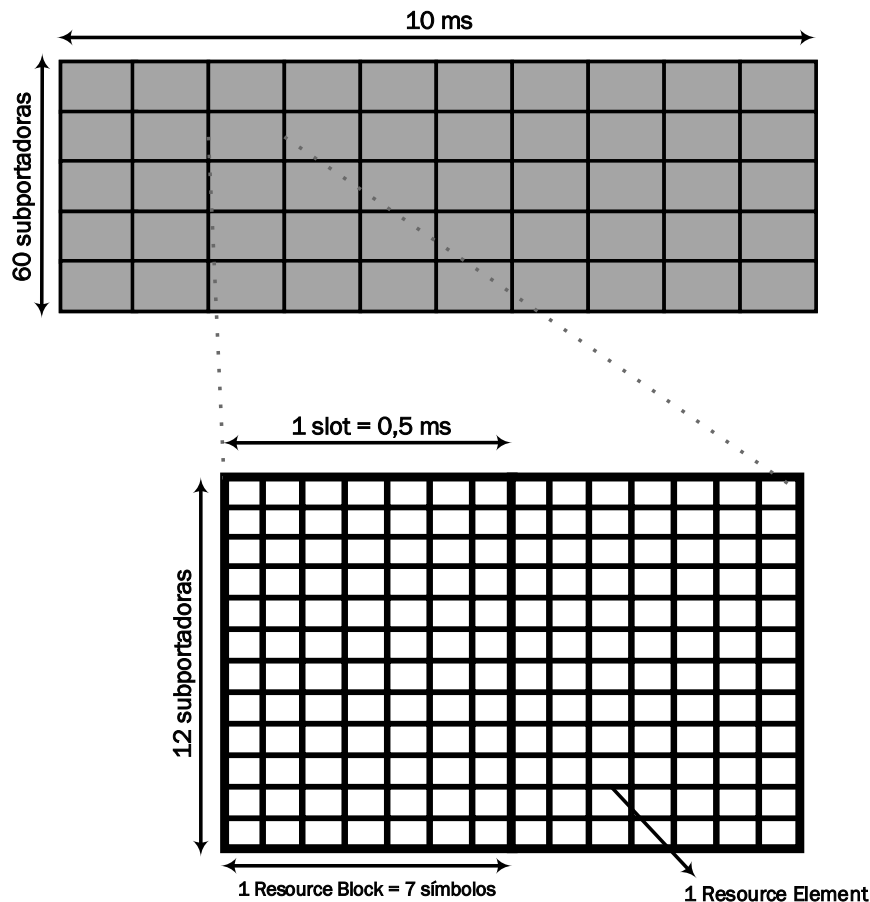 10 ms
60 subportadoras
1 slot = 0,5 ms
12 subportadoras
1 Resource Block = 7 símbolos
1 Resource Element